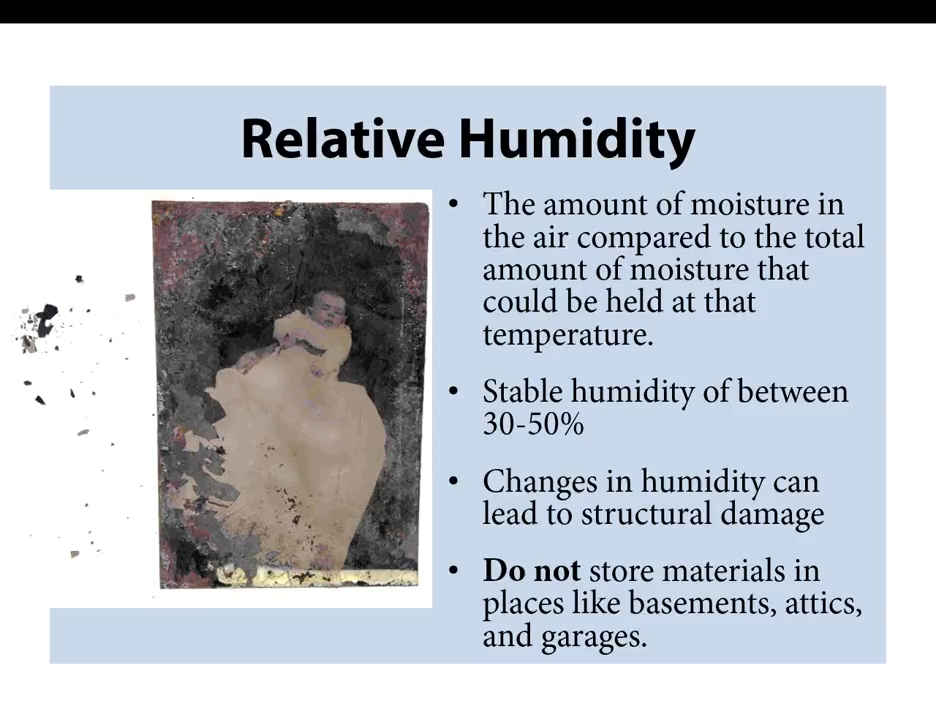 Relative Humidity
• The amount of moisture in
the air compared to the total
amount of moisture that
could be held at that
temperature.
• Stable humidity of between
30-50%
• Changes in humidity can
lead to structural damage
• Do not store materials in
places like basements, attics,
and garages.